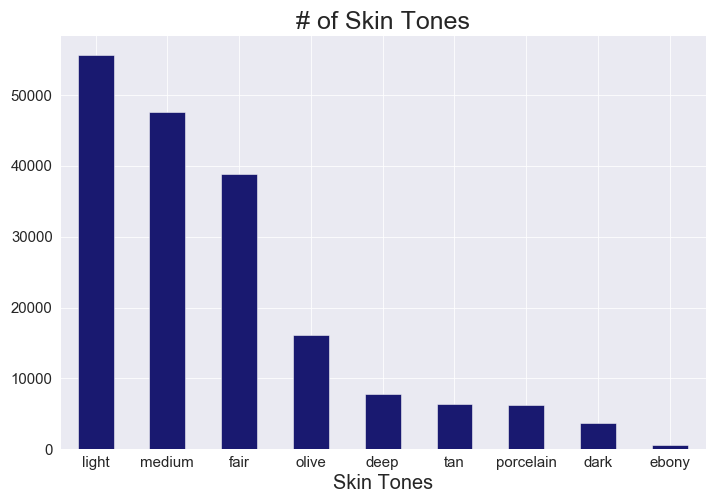 # of Skin Tones
50000
40000
30000
20000
10000
0
light medium fair olive deep tan porcelain dark ebony
Skin Tones